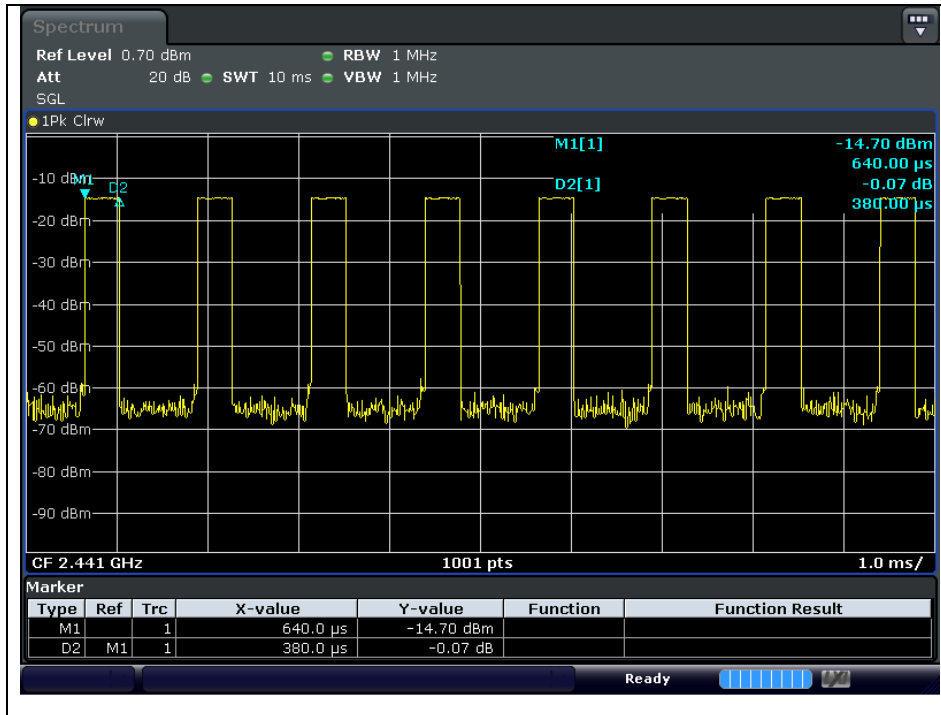 Spectrum
Ref Level 0.70 dBm RBW 1 MHz
Att 20 dB SWT 10 ms VBW 1 MHz
SGL
1Pk Clrw
M1[1] -14.70 dBm
640.00 µs
D2[1] -0.07 dB
380.00 µs
M1
D2
-10 dBm
-20 dBm
-30 dBm
-40 dBm
-50 dBm
-60 dBm
-70 dBm
-80 dBm
-90 dBm
CF 2.441 GHz 1001 pts 1.0 ms/
Marker
Type Ref Trc X-value Y-value Function Function Result
M1 1 640.0 µs -14.70 dBm
D2 M1 1 380.0 µs -0.07 dB
Ready